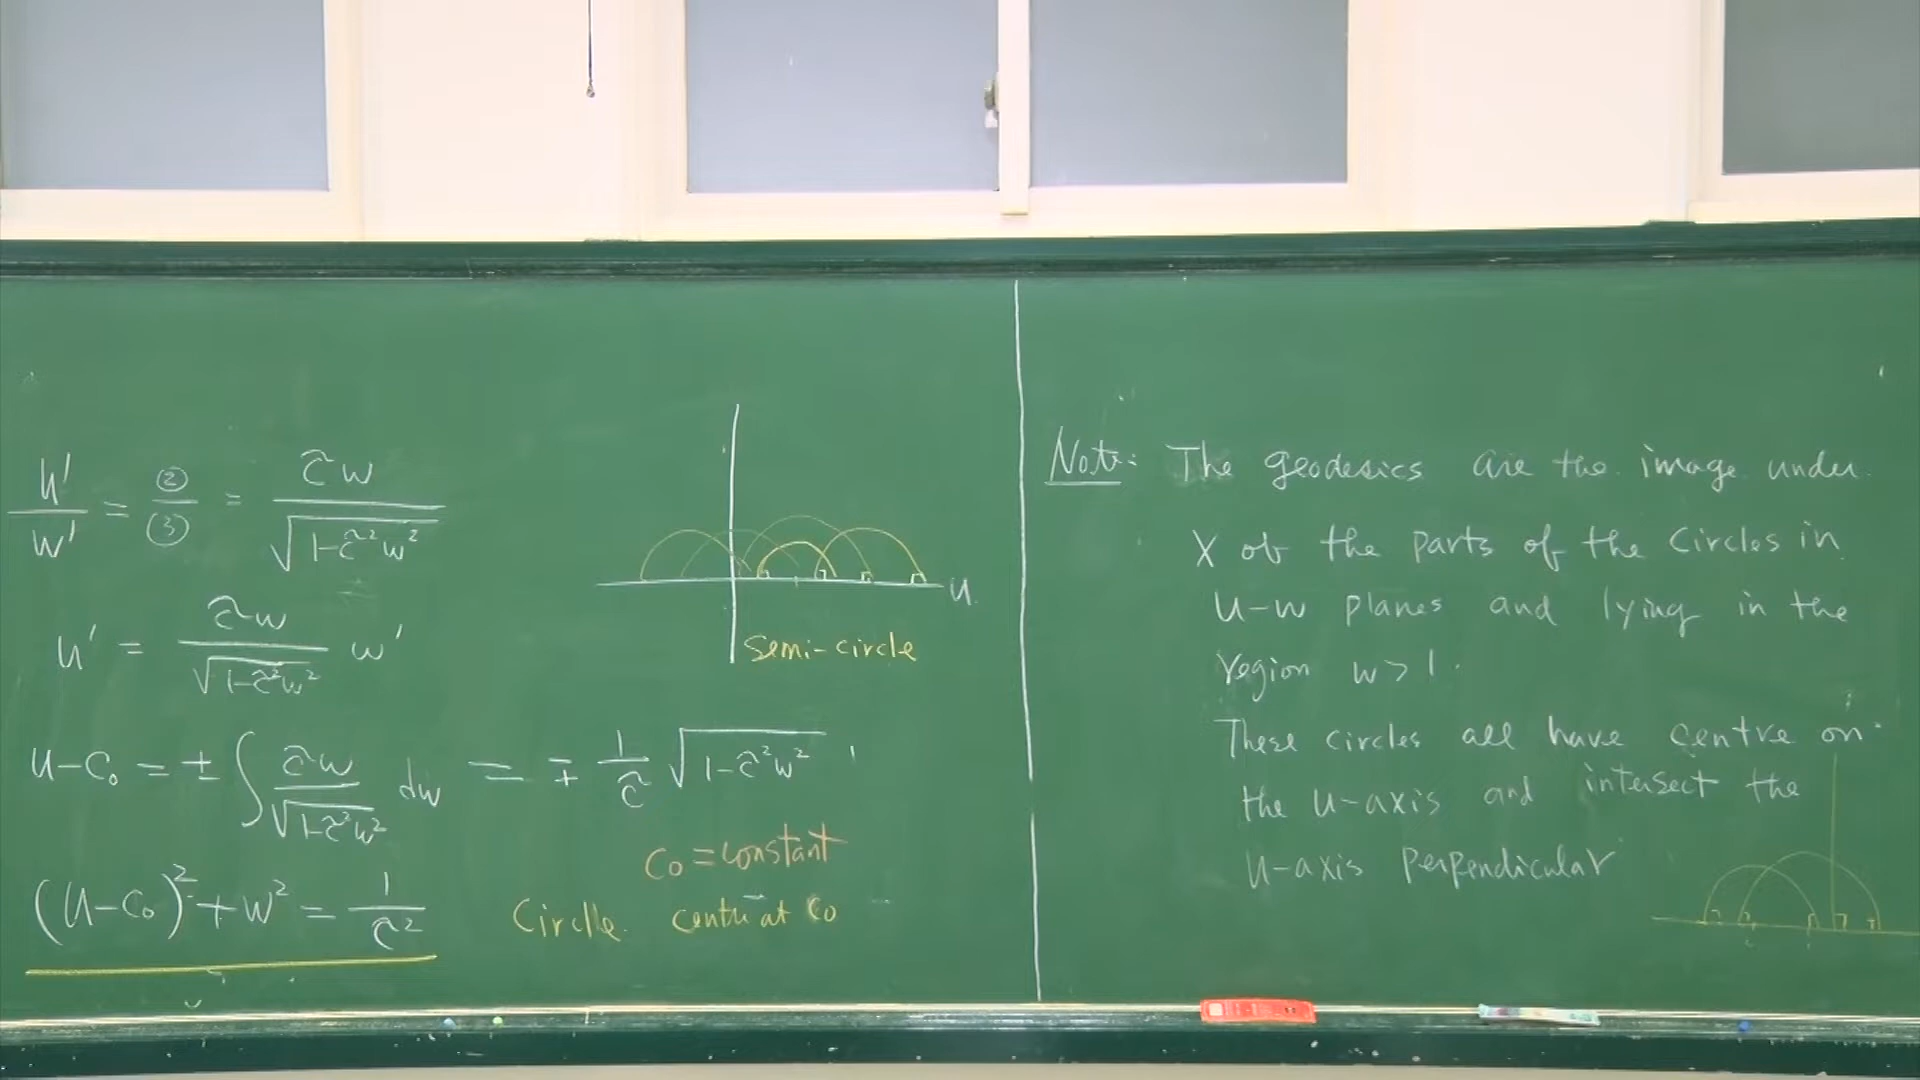 u'/w' = ②/(3) = c̃w/√(1-c̃²w²)
u' = c̃w/√(1-c̃²w²) w'
u-c₀ = ± ∫ c̃w/√(1-c̃²w²) dw = ∓ 1/c̃ √(1-c̃²w²)
(u-c₀)² + w² = 1/c̃²
u
semi-circle
c₀ = constant
Circle. centre at c₀
Note: The geodesics are the image under
X of the parts of the circles in
u-w planes and lying in the
region w > 1.
These circles all have centre on
the u-axis and intersect the
u-axis perpendicular